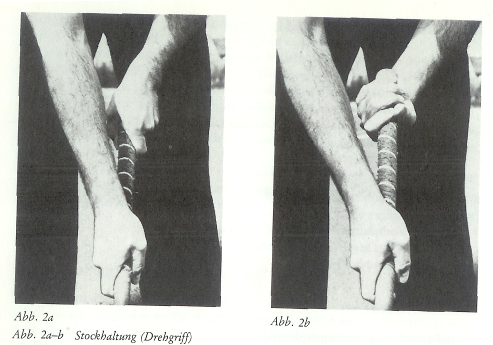 Abb. 2a
Abb. 2a–b Stockhaltung (Drehgriff)
Abb. 2b